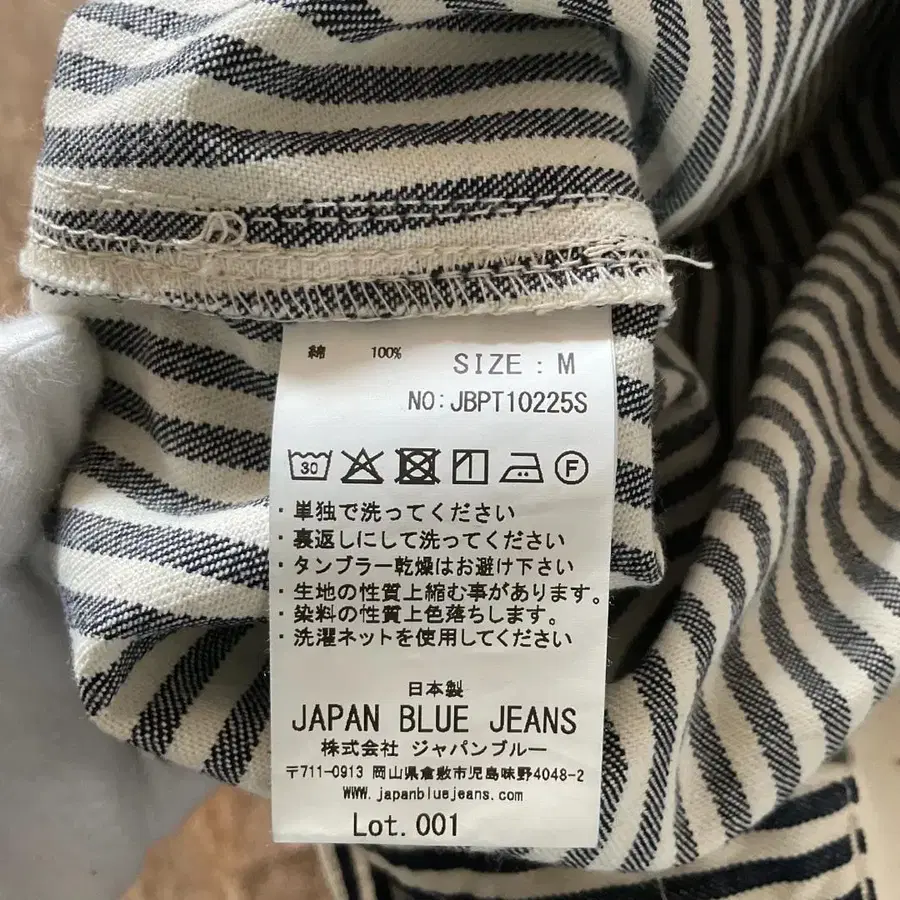 綿 100% SIZE : M
NO:JBPT10225S
30 F
・単独で洗ってください
・裏返しにして洗ってください
・タンブラー乾燥はお避け下さい
・生地の性質上縮む事があります。
・染料の性質上色落ちします。
・洗濯ネットを使用してください
日本製
JAPAN BLUE JEANS
株式会社 ジャパンブルー
〒711-0913 岡山県倉敷市児島味野4048-2
WWW.japanbluejeans.com
Lot.001